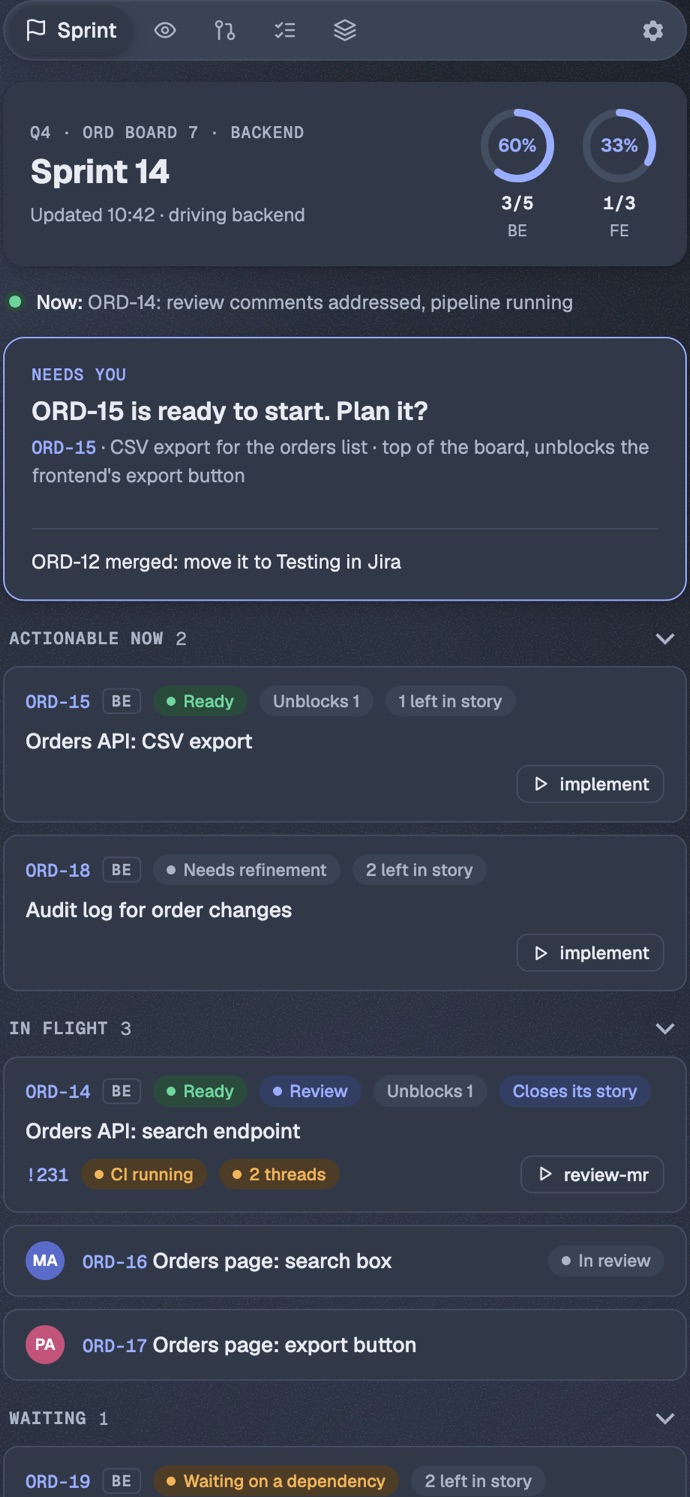 Sprint
Q4 · ORD BOARD 7 · BACKEND
Sprint 14
Updated 10:42 · driving backend
60%
3/5
BE
33%
1/3
FE
Now: ORD-14: review comments addressed, pipeline running
NEEDS YOU
ORD-15 is ready to start. Plan it?
ORD-15 · CSV export for the orders list · top of the board, unblocks the
frontend's export button
ORD-12 merged: move it to Testing in Jira
ACTIONABLE NOW 2
ORD-15 BE Ready Unblocks 1 1 left in story
Orders API: CSV export
implement
ORD-18 BE Needs refinement 2 left in story
Audit log for order changes
implement
IN FLIGHT 3
ORD-14 BE Ready Review Unblocks 1 Closes its story
Orders API: search endpoint
!231 CI running 2 threads review-mr
MA ORD-16 Orders page: search box In review
PA ORD-17 Orders page: export button
WAITING 1
ORD-19 BE Waiting on a dependency 2 left in story